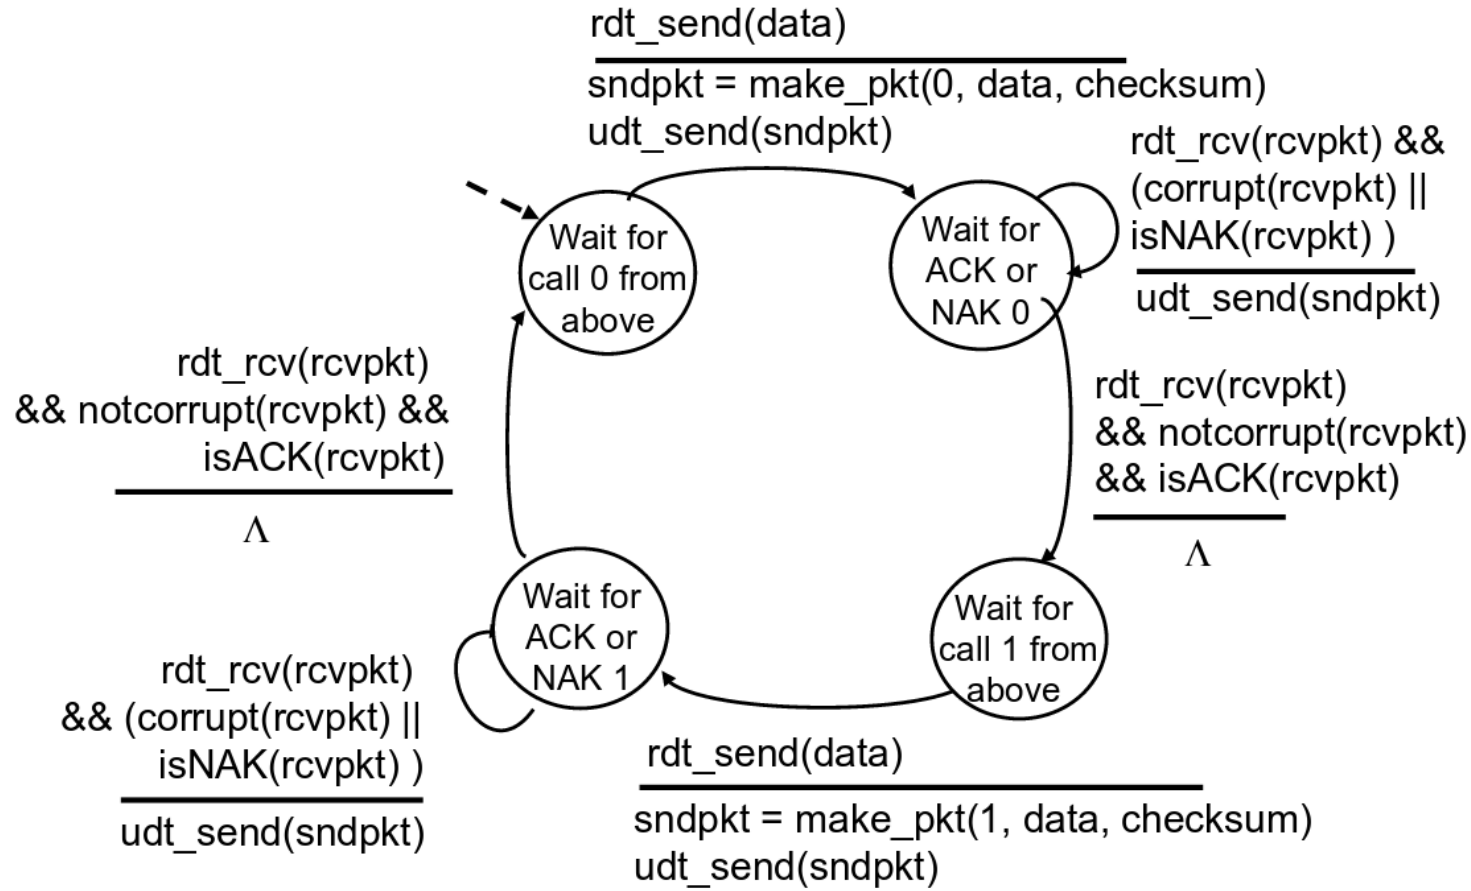 rdt_send(data)
sndpkt = make_pkt(0, data, checksum)
udt_send(sndpkt)
rdt_rcv(rcvpkt) &&
(corrupt(rcvpkt) ||
isNAK(rcvpkt) )
udt_send(sndpkt)
Wait for
call 0 from
above
Wait for
ACK or
NAK 0
rdt_rcv(rcvpkt)
&& notcorrupt(rcvpkt) &&
isACK(rcvpkt)
Λ
rdt_rcv(rcvpkt)
&& notcorrupt(rcvpkt)
&& isACK(rcvpkt)
Λ
Wait for
ACK or
NAK 1
Wait for
call 1 from
above
rdt_rcv(rcvpkt)
&& (corrupt(rcvpkt) ||
isNAK(rcvpkt) )
udt_send(sndpkt)
rdt_send(data)
sndpkt = make_pkt(1, data, checksum)
udt_send(sndpkt)